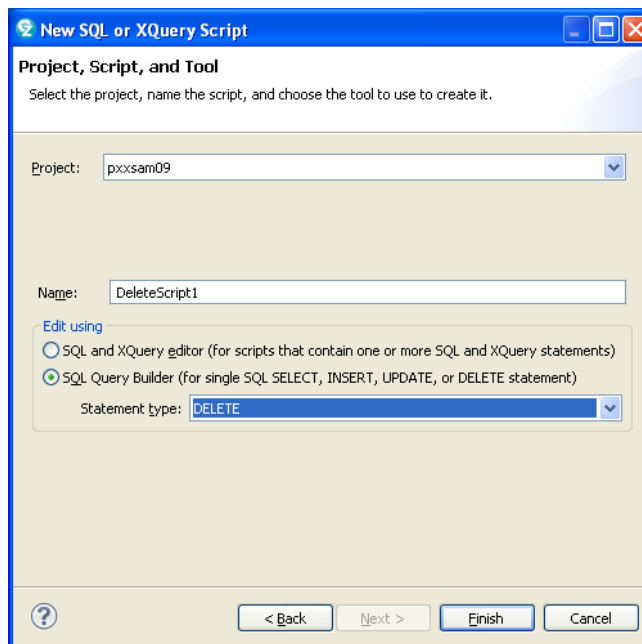 New SQL or XQuery Script
Project, Script, and Tool
Select the project, name the script, and choose the tool to use to create it.
Project: pxxsam09
Name: DeleteScript1
Edit using
SQL and XQuery editor (for scripts that contain one or more SQL and XQuery statements)
SQL Query Builder (for single SQL SELECT, INSERT, UPDATE, or DELETE statement)
Statement type: DELETE
? < Back Next > Finish Cancel